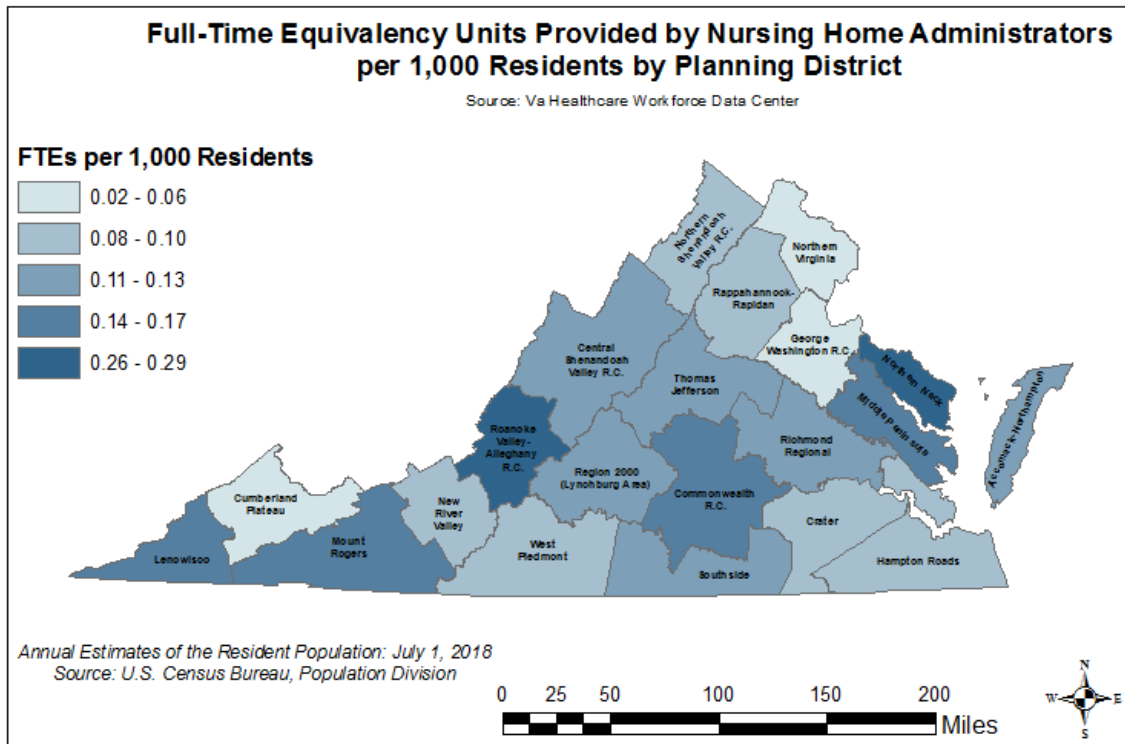 Full-Time Equivalency Units Provided by Nursing Home Administrators
per 1,000 Residents by Planning District
Source: Va Healthcare Workforce Data Center
FTEs per 1,000 Residents
0.02 - 0.06
0.08 - 0.10
0.11 - 0.13
0.14 - 0.17
0.26 - 0.29
Northern
Shenandoah
Valley R.C.
Northern
Virginia
Rappahannock-
Rapidan
George
Washington R.C.
Central
Shenandoah
Valley R.C.
Thomas
Jefferson
Northern Neck
Middle Peninsula
Accomack-Northampton
Roanoke
Valley-
Alleghany
R.C.
Richmond
Regional
Region 2000
(Lynchburg Area)
Commonwealth
R.C.
Cumberland
Plateau
New
River
Valley
Crater
Lenowisco
Mount
Rogers
West
Piedmont
Southside
Hampton Roads
Annual Estimates of the Resident Population: July 1, 2018
Source: U.S. Census Bureau, Population Division
0 25 50 100 150 200
Miles
N
W E
S